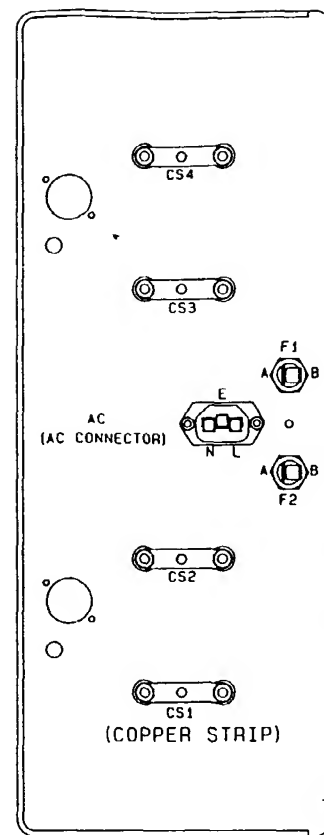 CS4
CS3
F1
A B
E
AC
(AC CONNECTOR)
N L
A B
F2
CS2
CS1
(COPPER STRIP)